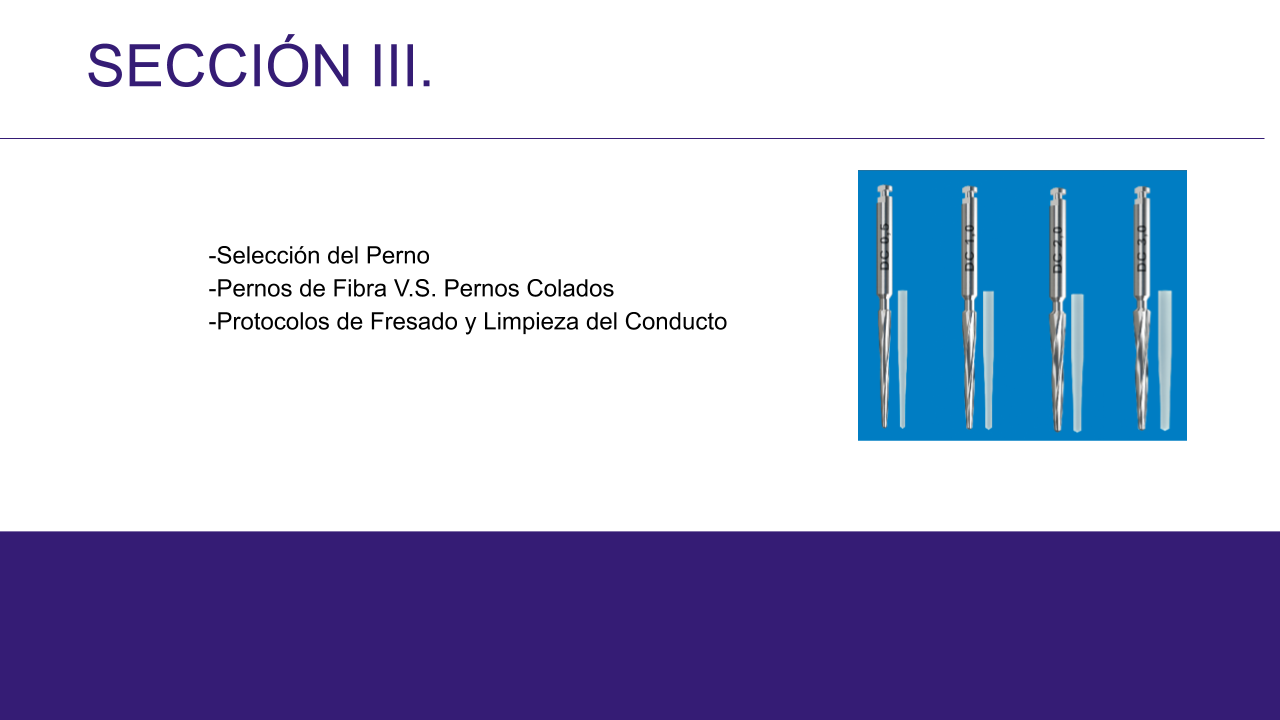 SECCIÓN III.
-Selección del Perno
-Pernos de Fibra V.S. Pernos Colados
-Protocolos de Fresado y Limpieza del Conducto
DC 0,5
DC 1,0
DC 2,0
DC 3,0